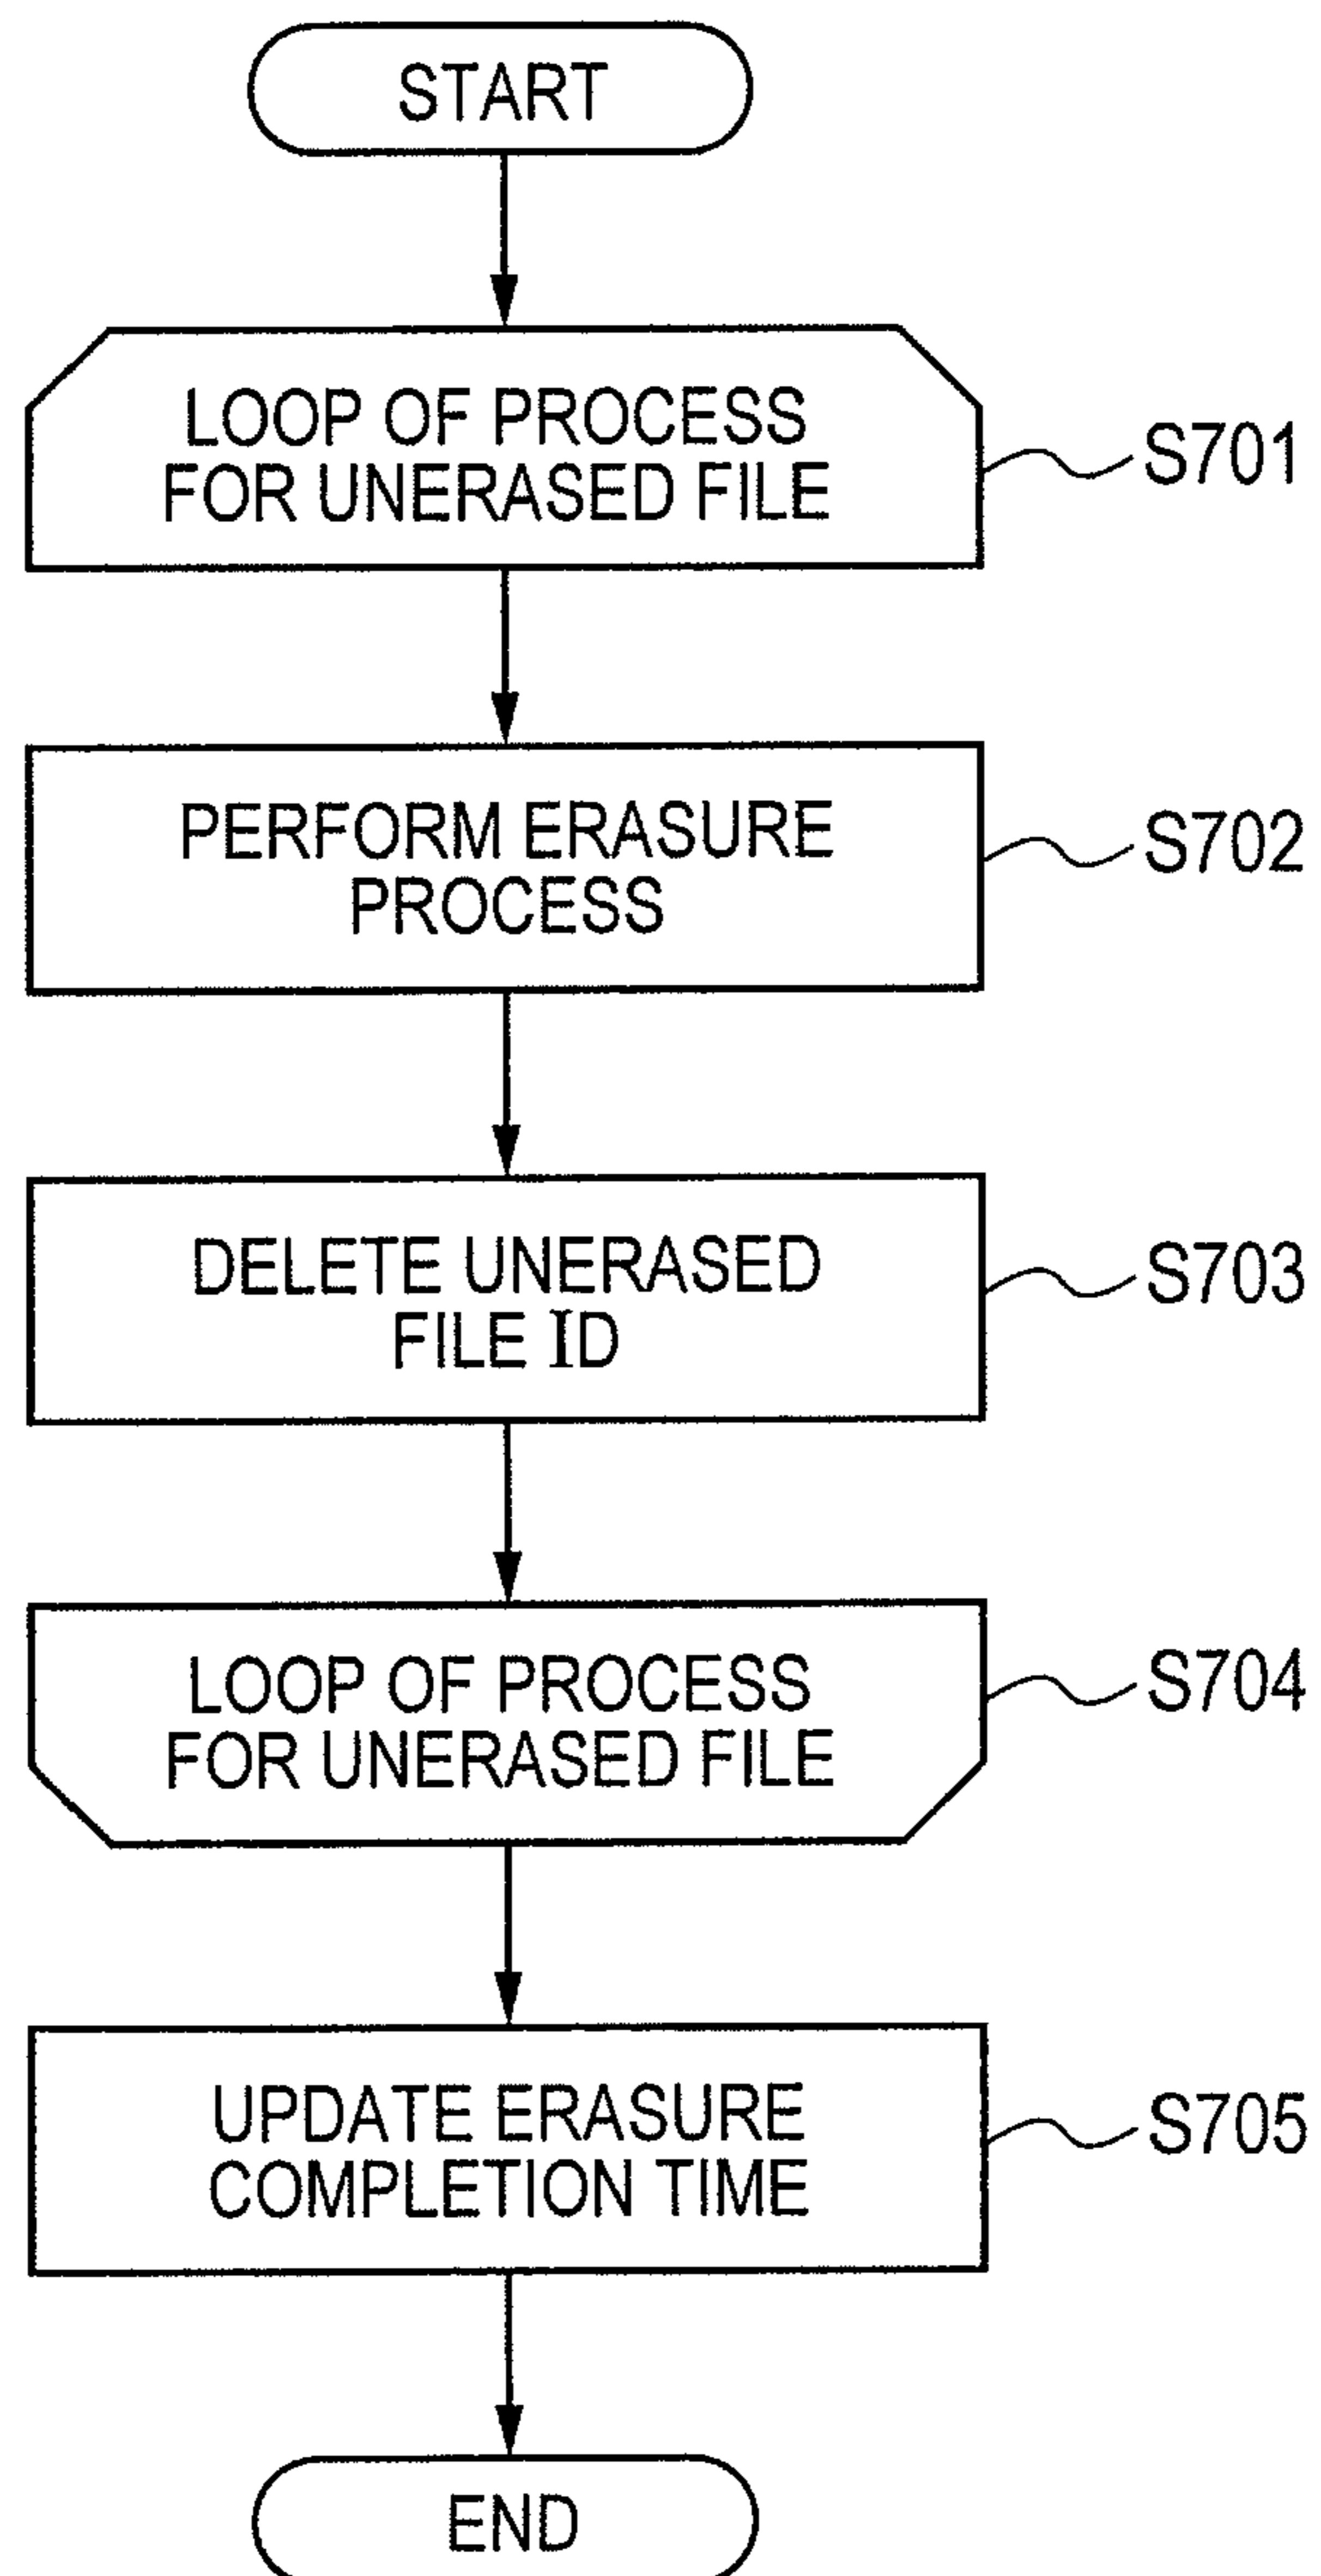 START
LOOP OF PROCESS
FOR UNERASED FILE
S701
PERFORM ERASURE
PROCESS
S702
DELETE UNERASED
FILE ID
S703
LOOP OF PROCESS
FOR UNERASED FILE
S704
UPDATE ERASURE
COMPLETION TIME
S705
END